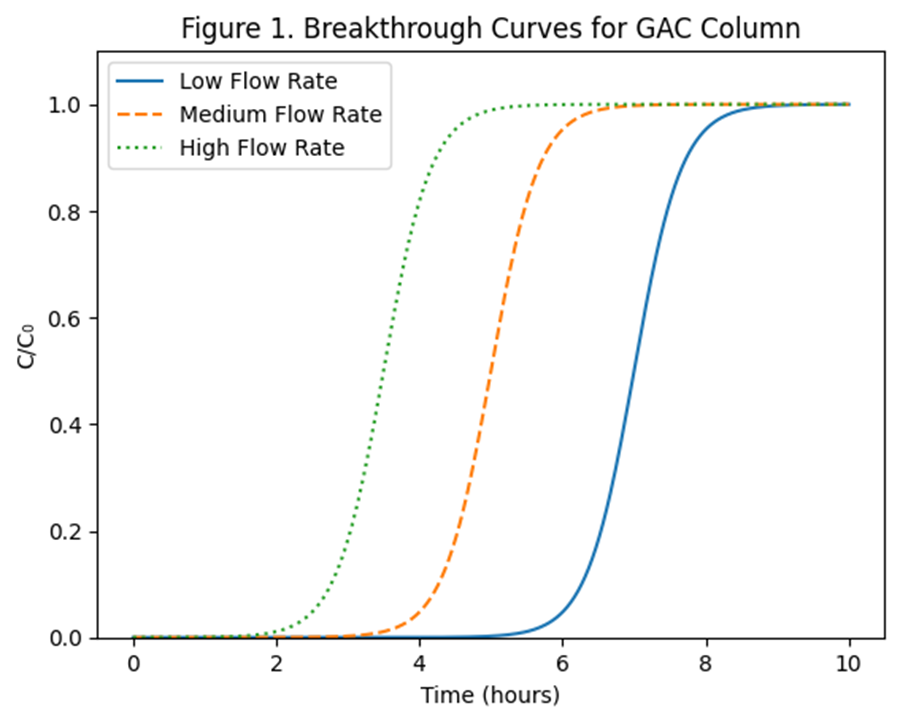 Figure 1. Breakthrough Curves for GAC Column
Low Flow Rate
Medium Flow Rate
High Flow Rate
1.0
0.8
0.6
0.4
0.2
0.0
C/C₀
0 2 4 6 8 10
Time (hours)